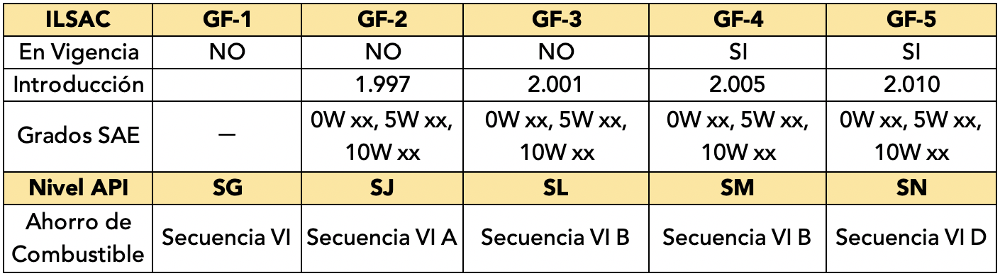 ILSAC GF-1 GF-2 GF-3 GF-4 GF-5
En Vigencia NO NO NO SI SI
Introducción 1.997 2.001 2.005 2.010
Grados SAE — 0W xx, 5W xx, 0W xx, 5W xx, 0W xx, 5W xx, 0W xx, 5W xx,
10W xx 10W xx 10W xx 10W xx
Nivel API SG SJ SL SM SN
Ahorro de
Combustible Secuencia VI Secuencia VI A Secuencia VI B Secuencia VI B Secuencia VI D